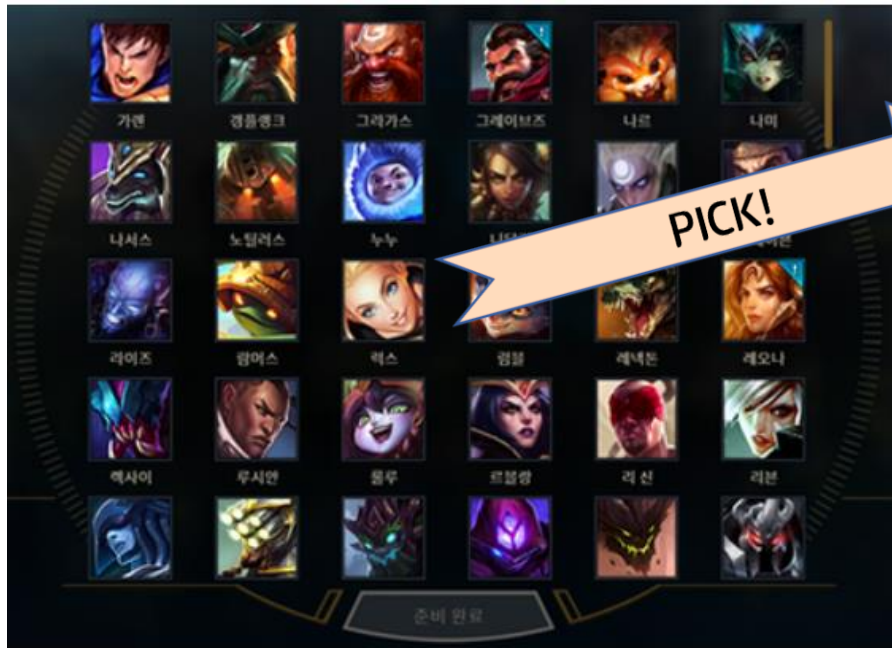 가렌 갱플랭크 그라가스 그레이브즈 나르 나미
PICK!
나서스 노틸러스 누누
라이즈 람머스 럭스 럼블 레넥톤 레오나
렉사이 루시안 룰루 르블랑 리 신 리븐
준비 완료